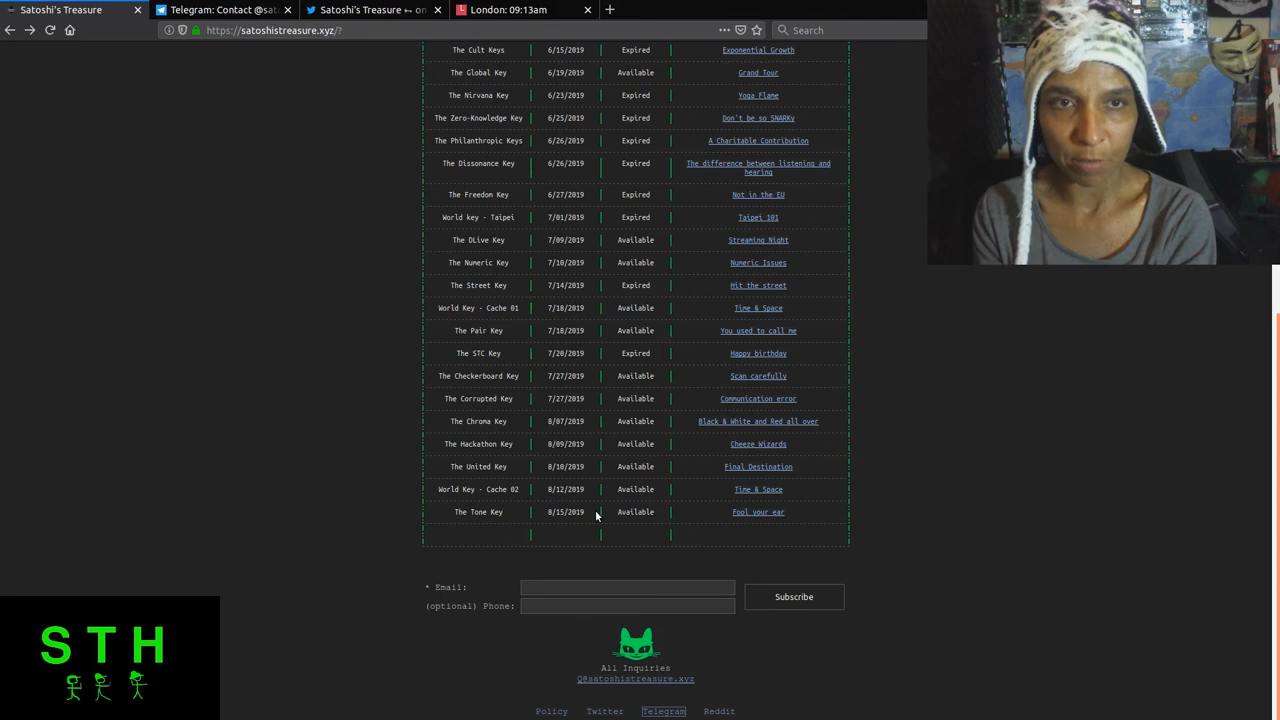 Satoshi's Treasure
Telegram: Contact @sat
Satoshi's Treasure 🗝 on
London: 09:13am
https://satoshistreasure.xyz/?
Search
The Cult Keys 6/15/2019 Expired Exponential Growth
The Global Key 6/19/2019 Available Grand Tour
The Nirvana Key 6/23/2019 Expired Yoga Flame
The Zero-Knowledge Key 6/25/2019 Expired Don't be so SNARKy
The Philanthropic Keys 6/26/2019 Expired A Charitable Contribution
The Dissonance Key 6/26/2019 Expired The difference between listening and
hearing
The Freedom Key 6/27/2019 Expired Not in the EU
World key - Taipei 7/01/2019 Expired Taipei 101
The DLive Key 7/09/2019 Available Streaming Night
The Numeric Key 7/10/2019 Available Numeric Issues
The Street Key 7/14/2019 Expired Hit the street
World Key - Cache 01 7/18/2019 Available Time & Space
The Pair Key 7/18/2019 Available You used to call me
The STC Key 7/20/2019 Expired Happy birthday
The Checkerboard Key 7/27/2019 Available Scan carefully
The Corrupted Key 7/27/2019 Available Communication error
The Chroma Key 8/07/2019 Available Black & White and Red all over
The Hackathon Key 8/09/2019 Available Cheeze Wizards
The United Key 8/10/2019 Available Final Destination
World Key - Cache 02 8/12/2019 Available Time & Space
The Tone Key 8/15/2019 Available Fool your ear
* Email:
(optional) Phone:
Subscribe
All Inquiries
Q@satoshistreasure.xyz
Policy Twitter Telegram Reddit
STH